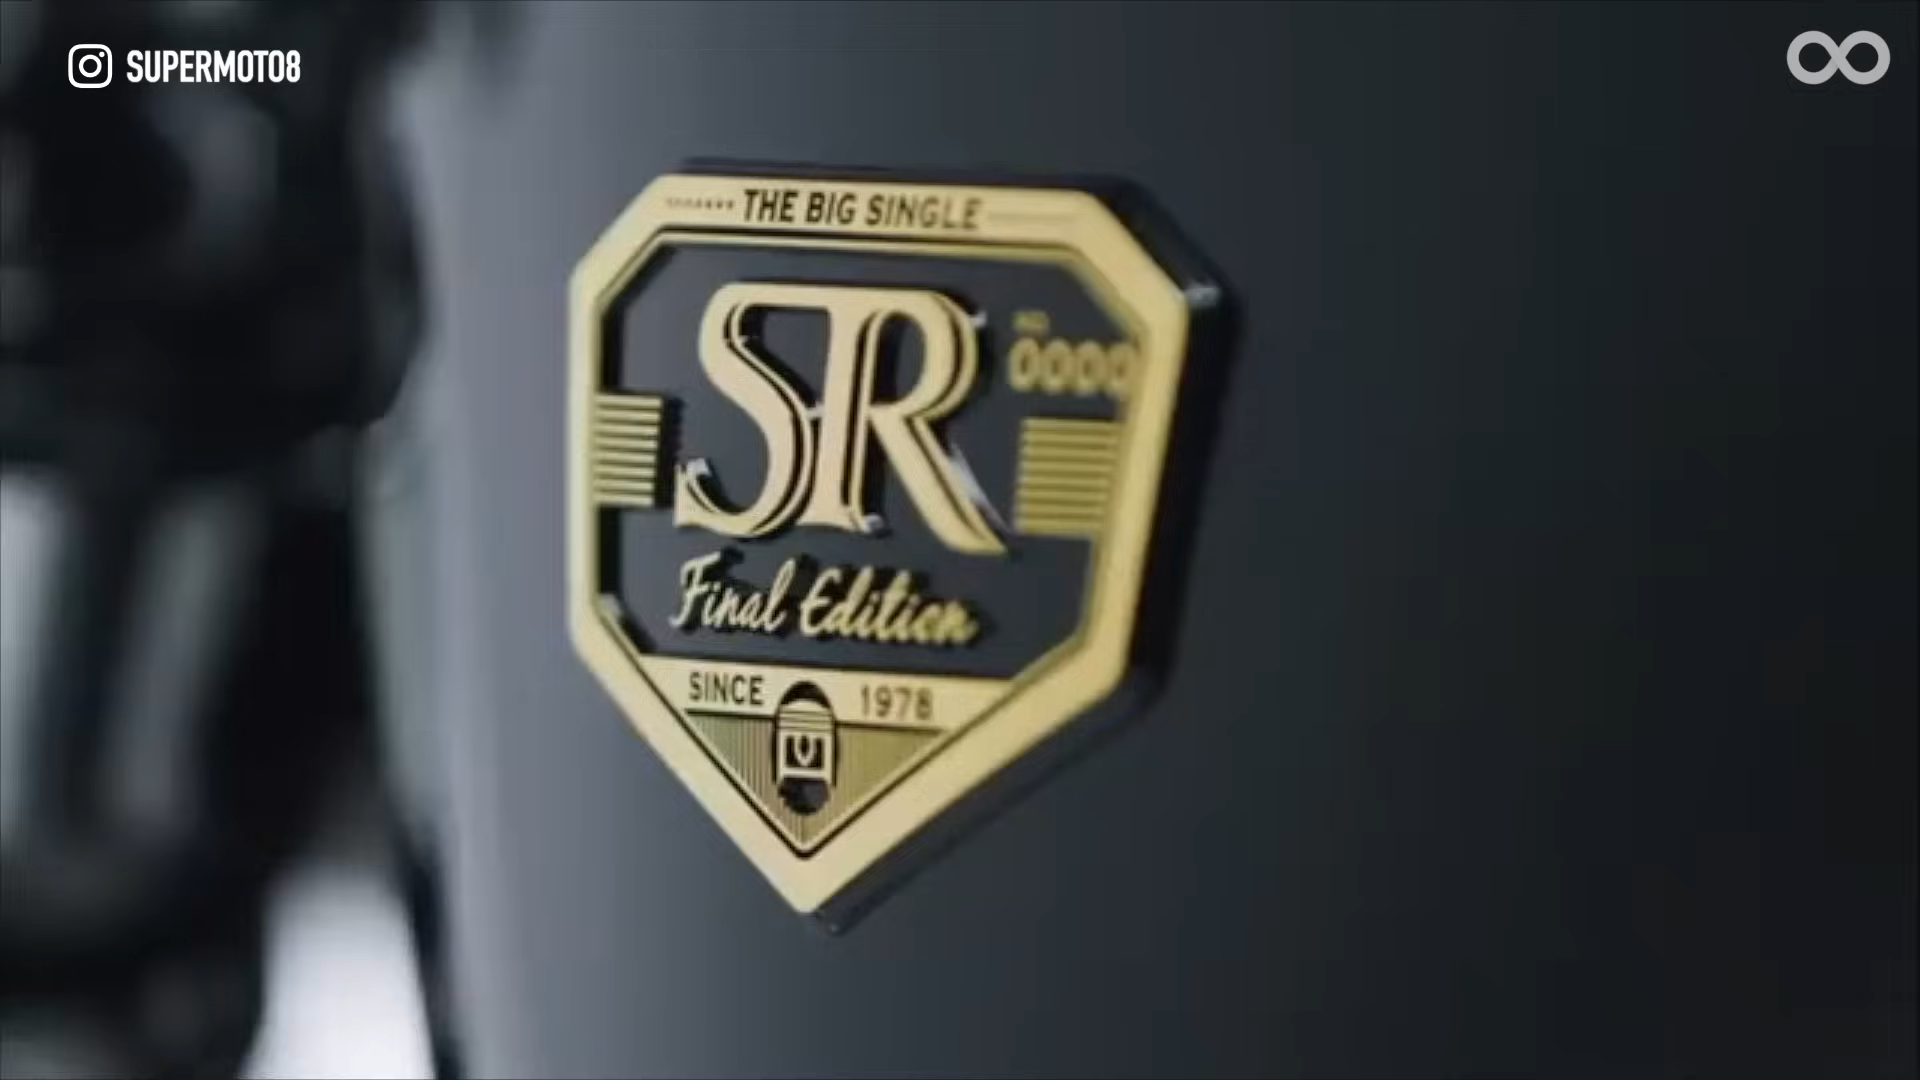 SUPERMOTO8
THE BIG SINGLE
SR
0000
Final Edition
SINCE 1978